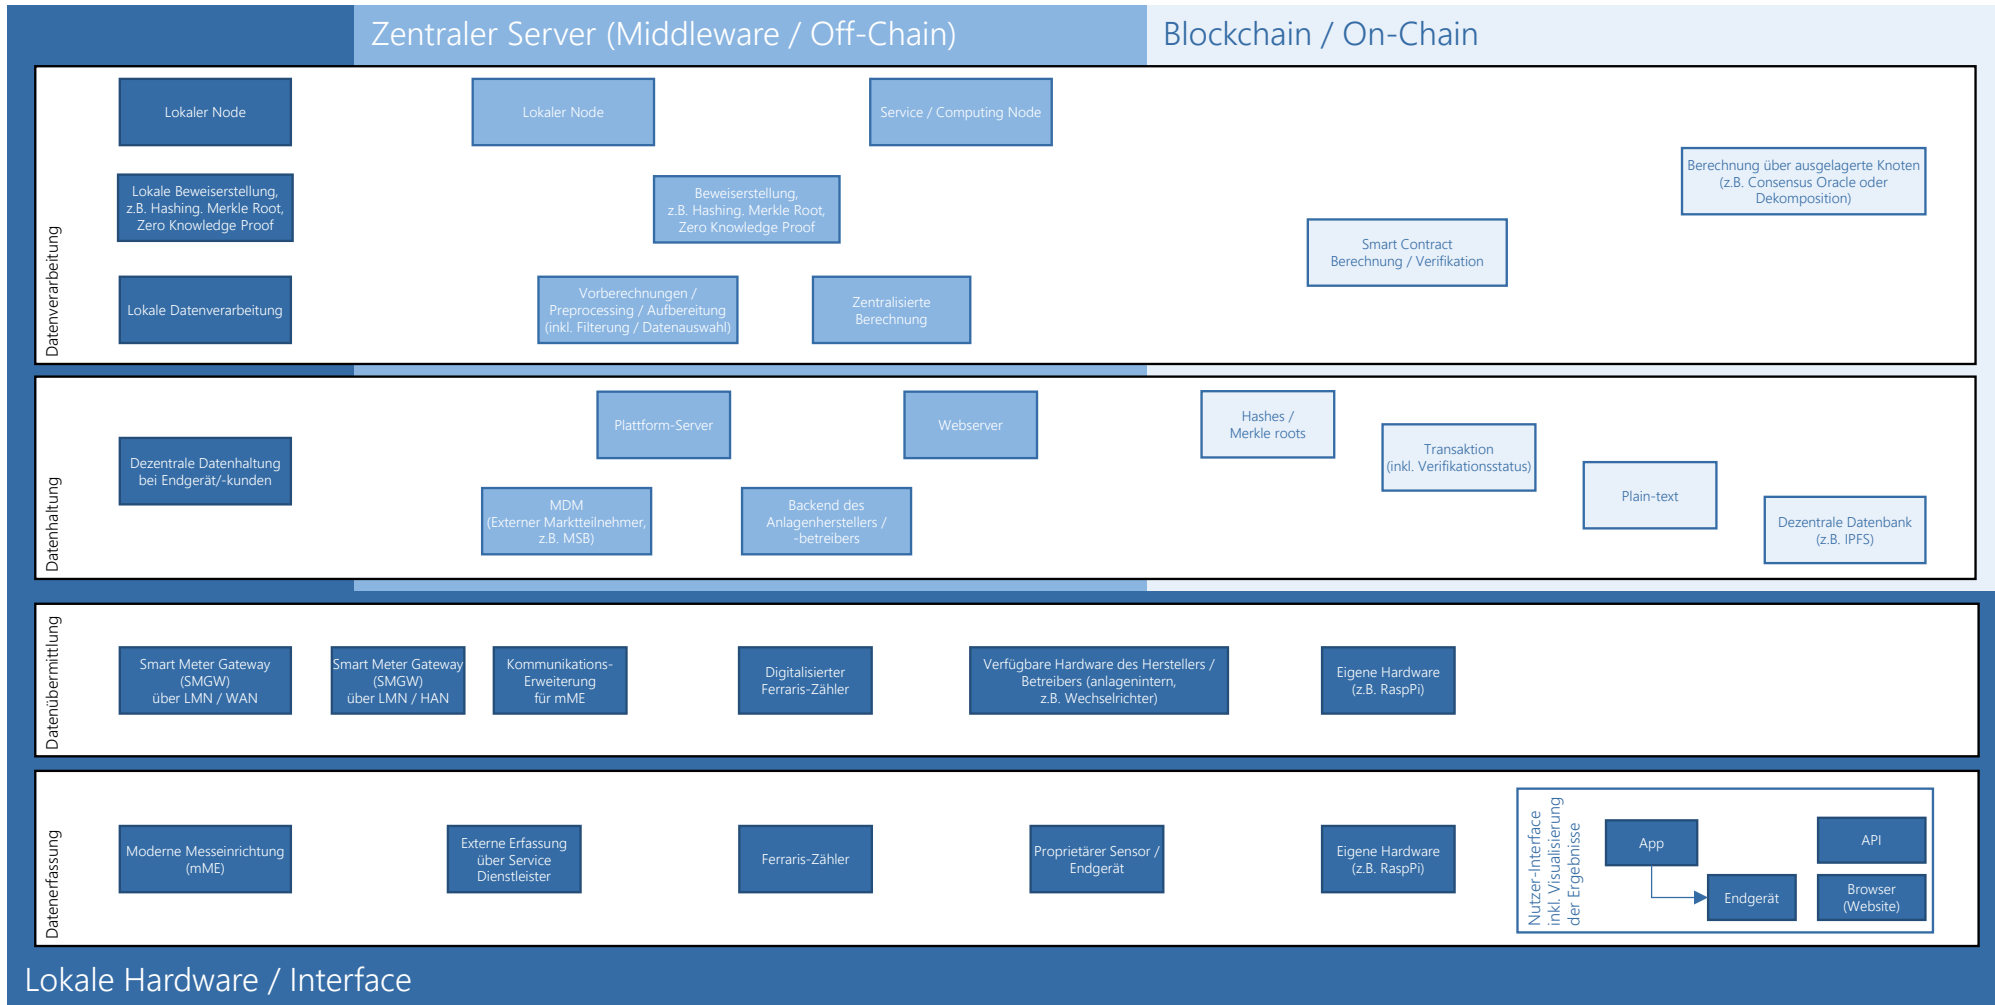 Zentraler Server (Middleware / Off-Chain)
Blockchain / On-Chain
Datenverarbeitung
Lokaler Node
Lokaler Node
Service / Computing Node
Berechnung über ausgelagerte Knoten
(z.B. Consensus Oracle oder
Dekomposition)
Lokale Beweiserstellung,
z.B. Hashing. Merkle Root,
Zero Knowledge Proof
Beweiserstellung,
z.B. Hashing. Merkle Root,
Zero Knowledge Proof
Smart Contract
Berechnung / Verifikation
Lokale Datenverarbeitung
Vorberechnungen /
Preprocessing / Aufbereitung
(inkl. Filterung / Datenauswahl)
Zentralisierte
Berechnung
Datenhaltung
Plattform-Server
Webserver
Hashes /
Merkle roots
Transaktion
(inkl. Verifikationsstatus)
Dezentrale Datenhaltung
bei Endgerät/-kunden
Plain-text
MDM
(Externer Marktteilnehmer,
z.B. MSB)
Backend des
Anlagenherstellers /
-betreibers
Dezentrale Datenbank
(z.B. IPFS)
Datenübermittlung
Smart Meter Gateway
(SMGW)
über LMN / WAN
Smart Meter Gateway
(SMGW)
über LMN / HAN
Kommunikations-
Erweiterung
für mME
Digitalisierter
Ferraris-Zähler
Verfügbare Hardware des Herstellers /
Betreibers (anlagenintern,
z.B. Wechselrichter)
Eigene Hardware
(z.B. RaspPi)
Datenerfassung
Moderne Messeinrichtung
(mME)
Externe Erfassung
über Service
Dienstleister
Ferraris-Zähler
Proprietärer Sensor /
Endgerät
Eigene Hardware
(z.B. RaspPi)
Nutzer-Interface
inkl. Visualisierung
der Ergebnisse
App
API
Endgerät
Browser
(Website)
Lokale Hardware / Interface